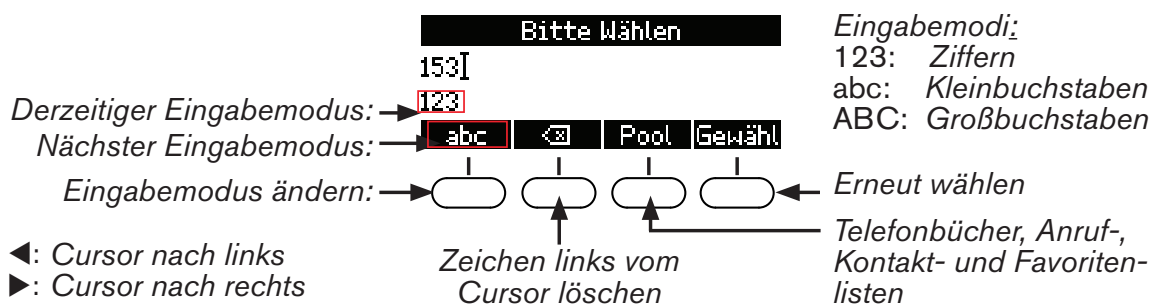 Bitte Wählen
153
123
abc Pool Gewähl
Derzeitiger Eingabemodus:
Nächster Eingabemodus:
Eingabemodus ändern:
◀: Cursor nach links
▶: Cursor nach rechts
Zeichen links vom
Cursor löschen
Eingabemodi:
123: Ziffern
abc: Kleinbuchstaben
ABC: Großbuchstaben
Erneut wählen
Telefonbücher, Anruf-,
Kontakt- und Favoriten-
listen